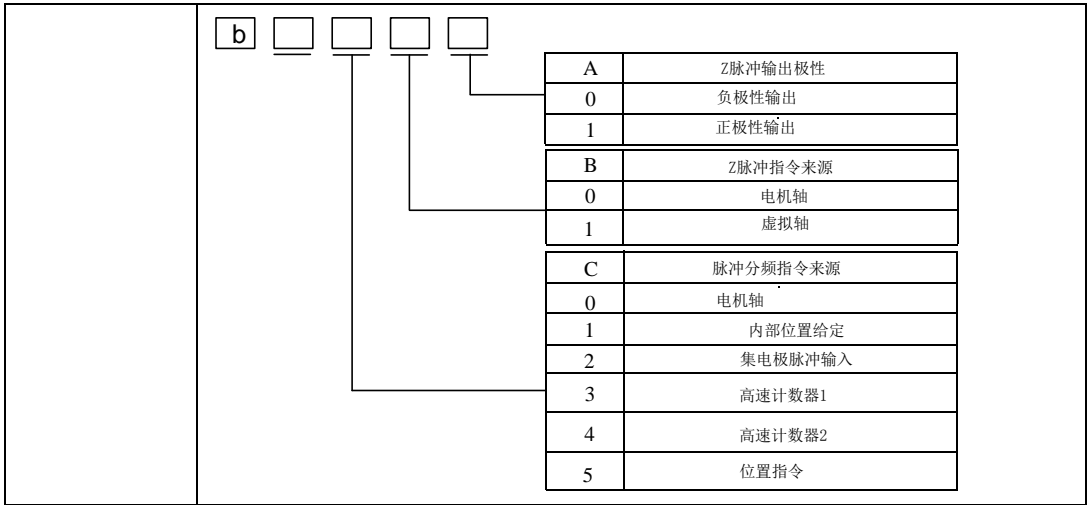 b
A Z脉冲输出极性
0 负极性输出
1 正极性输出
B Z脉冲指令来源
0 电机轴
1 虚拟轴
C 脉冲分频指令来源
0 电机轴
1 内部位置给定
2 集电极脉冲输入
3 高速计数器1
4 高速计数器2
5 位置指令